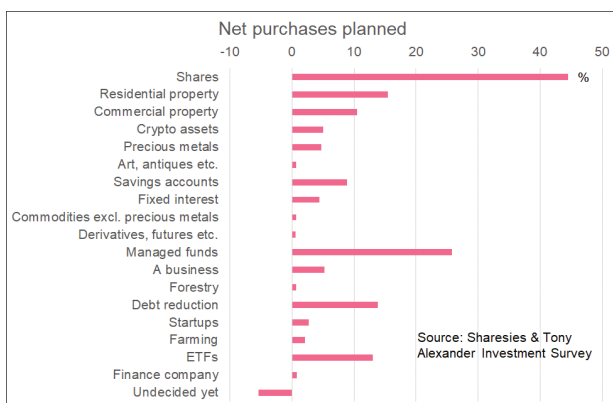 Net purchases planned
-10 0 10 20 30 40 50
Shares
%
Residential property
Commercial property
Crypto assets
Precious metals
Art, antiques etc.
Savings accounts
Fixed interest
Commodities excl. precious metals
Derivatives, futures etc.
Managed funds
A business
Forestry
Debt reduction
Startups
Farming
ETFs
Finance company
Undecided yet
Source: Sharesies & Tony
Alexander Investment Survey